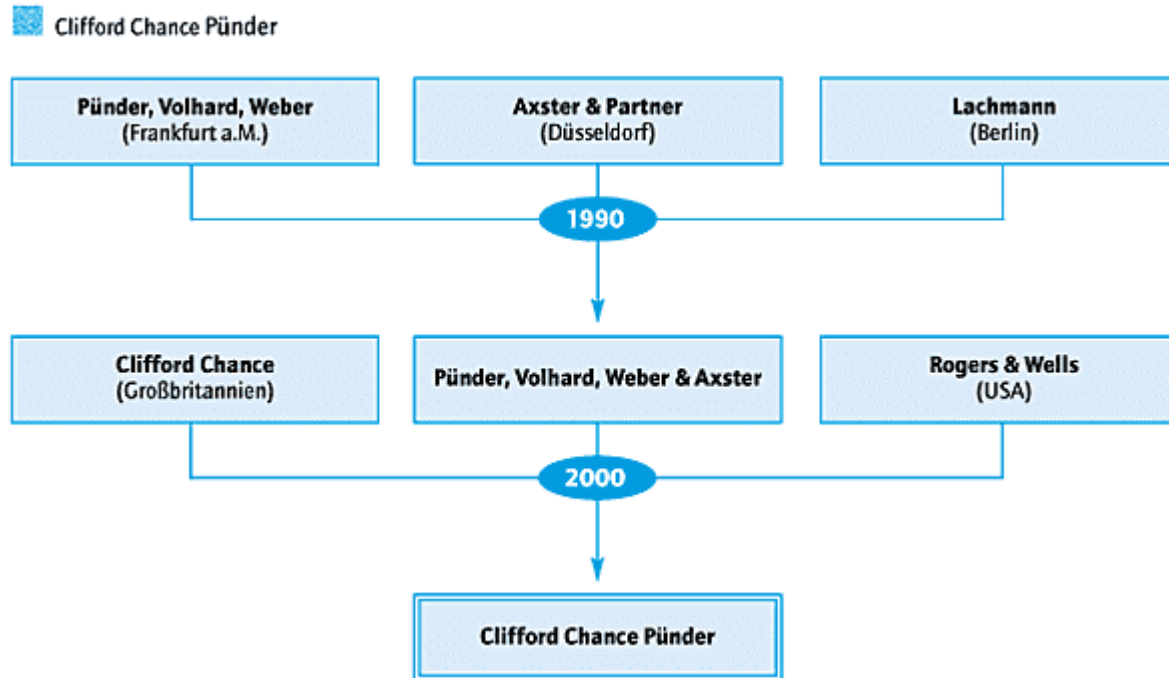 Clifford Chance Pünder
Pünder, Volhard, Weber
(Frankfurt a.M.)
Axster & Partner
(Düsseldorf)
Lachmann
(Berlin)
1990
Clifford Chance
(Großbritannien)
Pünder, Volhard, Weber & Axster
Rogers & Wells
(USA)
2000
Clifford Chance Pünder